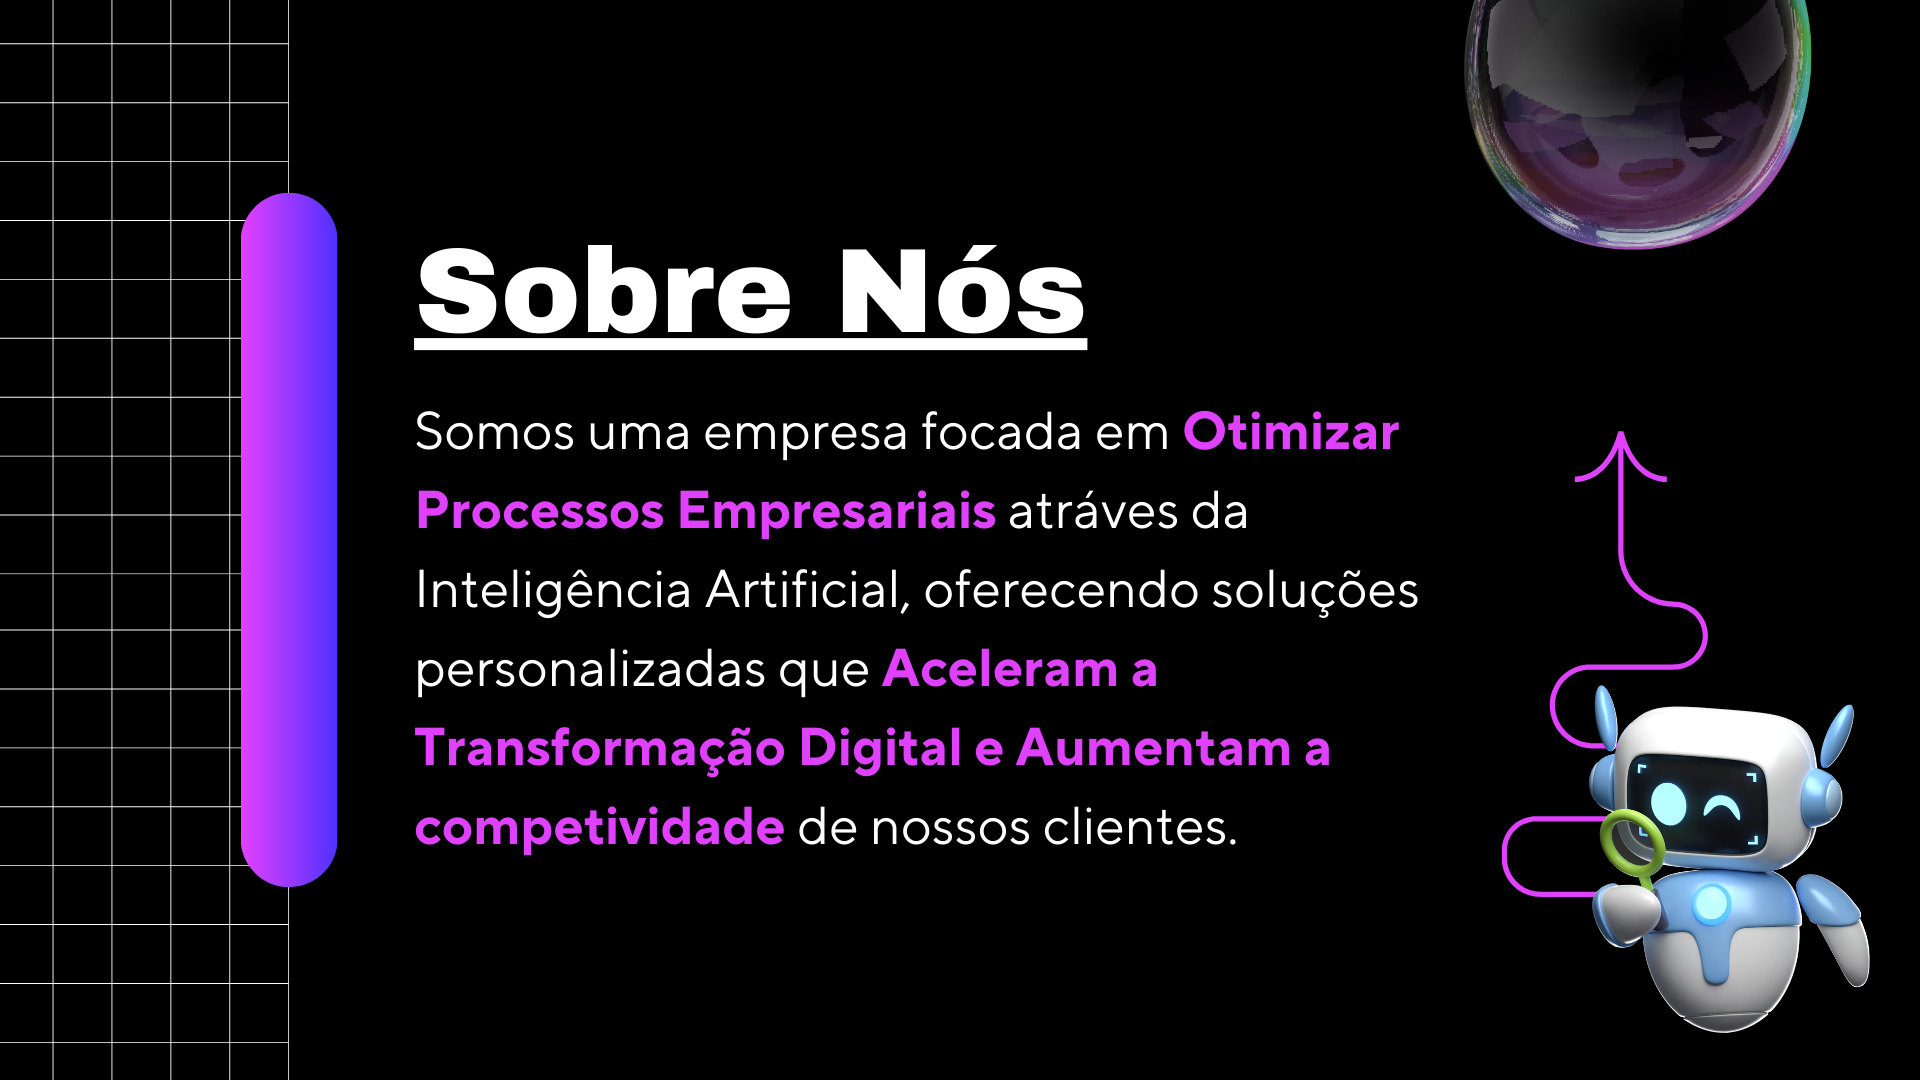 Sobre Nós
Somos uma empresa focada em Otimizar
Processos Empresariais atráves da
Inteligência Artificial, oferecendo soluções
personalizadas que Aceleram a
Transformação Digital e Aumentam a
competividade de nossos clientes.